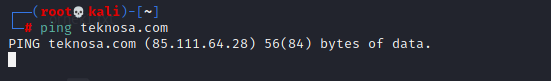 ┌──(root💀kali)-[~]
└─# ping teknosa.com
PING teknosa.com (85.111.64.28) 56(84) bytes of data.